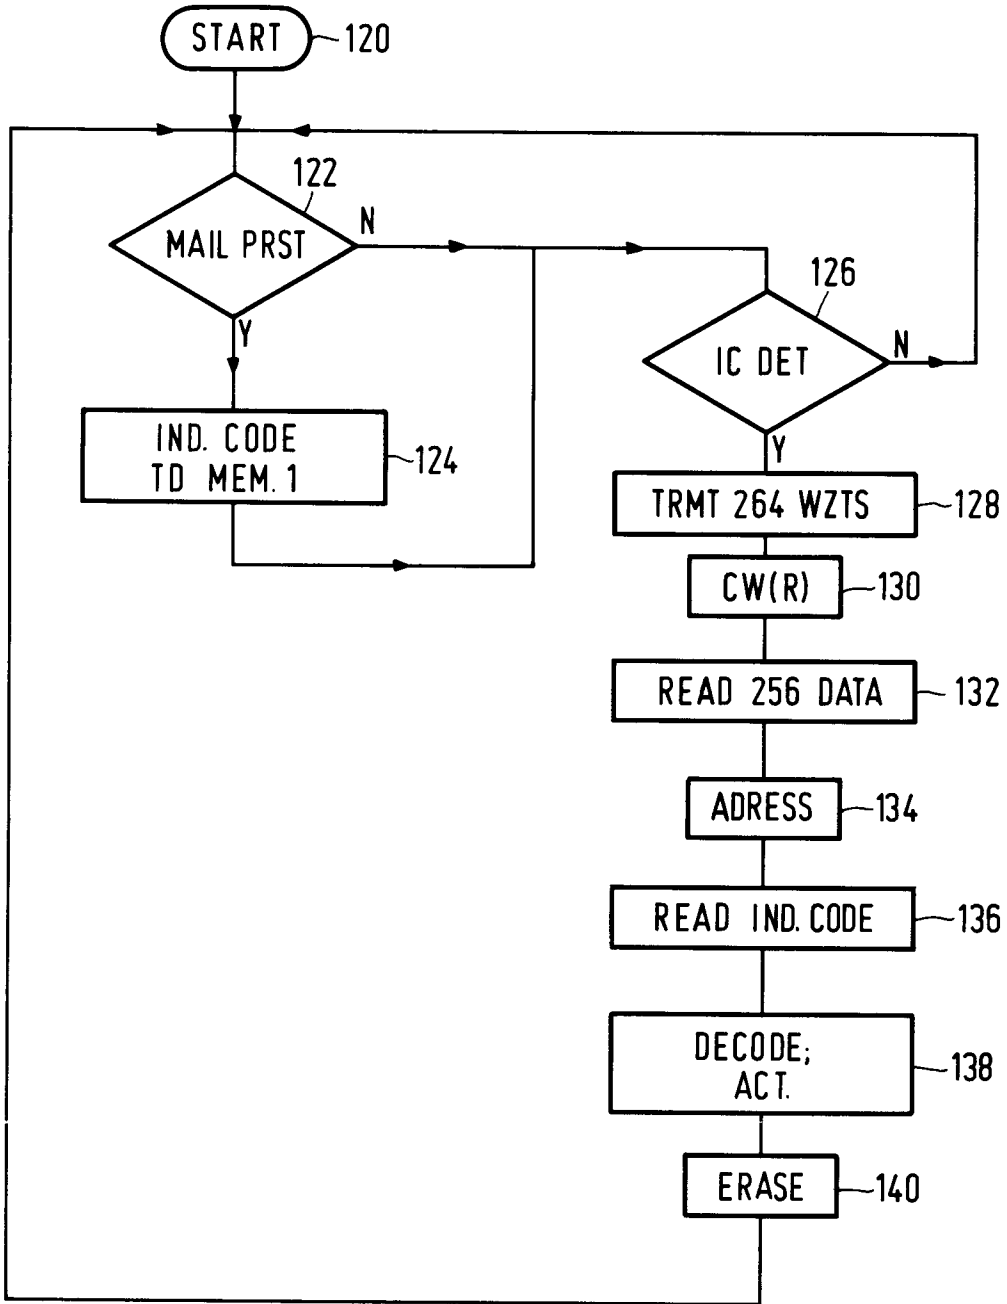 START
120
122
MAIL PRST
N
Y
IND. CODE
TD MEM. 1
124
126
IC DET
N
Y
TRMT 264 WZTS
128
CW(R)
130
READ 256 DATA
132
ADRESS
134
READ IND. CODE
136
DECODE;
ACT.
138
ERASE
140